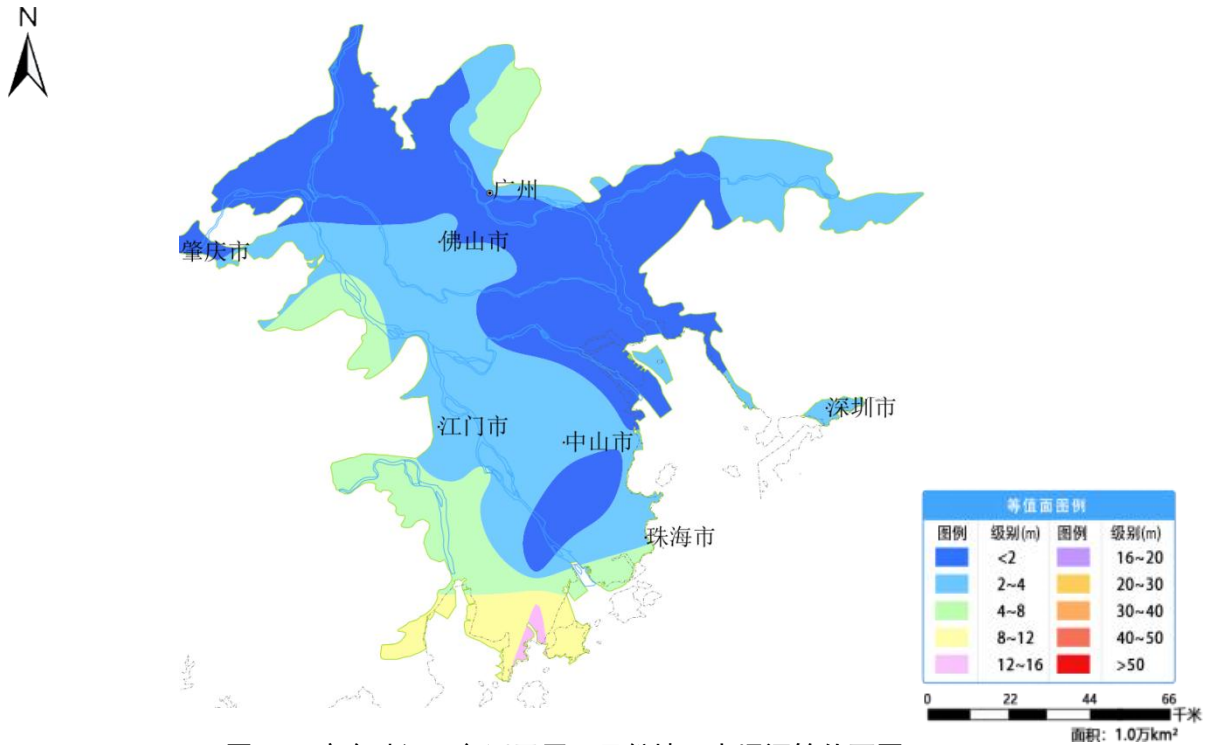 N
广州
佛山市
肇庆市
深圳市
江门市
中山市
珠海市
等值面图例
图例 级别(m) 图例 级别(m)
<2 16~20
2~4 20~30
4~8 30~40
8~12 40~50
12~16 >50
0 22 44 66
千米
面积：1.0万km²